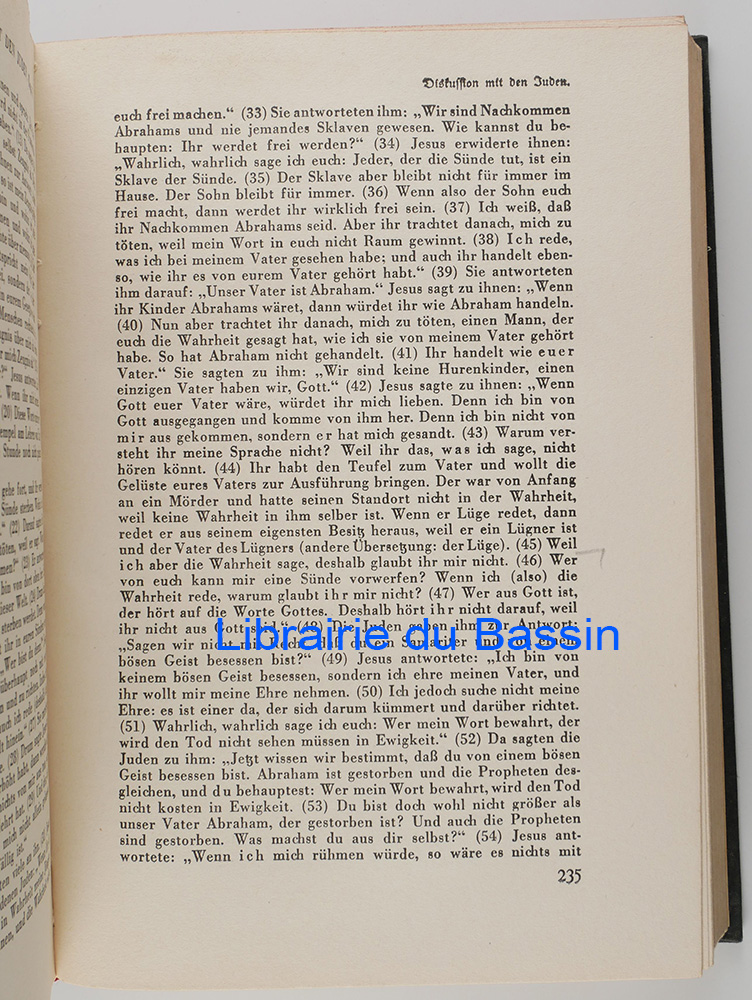 Diskussion mit den Juden.
euch frei machen.“ (33) Sie antworteten ihm: „Wir sind Nachkommen
Abrahams und nie jemandes Sklaven gewesen. Wie kannst du be-
haupten: Ihr werdet frei werden?“ (34) Jesus erwiderte ihnen:
„Wahrlich, wahrlich sage ich euch: Jeder, der die Sünde tut, ist ein
Sklave der Sünde. (35) Der Sklave aber bleibt nicht für immer im
Hause. Der Sohn bleibt für immer. (36) Wenn also der Sohn euch
frei macht, dann werdet ihr wirklich frei sein. (37) Ich weiß, daß
ihr Nachkommen Abrahams seid. Aber ihr trachtet danach, mich zu
töten, weil mein Wort in euch nicht Raum gewinnt. (38) Ich rede,
was ich bei meinem Vater gesehen habe; und auch ihr handelt eben-
so, wie ihr es von eurem Vater gehört habt.“ (39) Sie antworteten
ihm darauf: „Unser Vater ist Abraham.“ Jesus sagt zu ihnen: „Wenn
ihr Kinder Abrahams wäret, dann würdet ihr wie Abraham handeln.
(40) Nun aber trachtet ihr danach, mich zu töten, einen Mann, der
euch die Wahrheit gesagt hat, wie ich sie von meinem Vater gehört
habe. So hat Abraham nicht gehandelt. (41) Ihr handelt wie euer
Vater.“ Sie sagten zu ihm: „Wir sind keine Hurenkinder, einen
einzigen Vater haben wir, Gott.“ (42) Jesus sagte zu ihnen: „Wenn
Gott euer Vater wäre, würdet ihr mich lieben. Denn ich bin von
Gott ausgegangen und komme von ihm her. Denn ich bin nicht von
mir aus gekommen, sondern er hat mich gesandt. (43) Warum ver-
steht ihr meine Sprache nicht? Weil ihr das, was ich sage, nicht
hören könnt. (44) Ihr habt den Teufel zum Vater und wollt die
Gelüste eures Vaters zur Ausführung bringen. Der war von Anfang
an ein Mörder und hatte seinen Standort nicht in der Wahrheit,
weil keine Wahrheit in ihm selber ist. Wenn er Lüge redet, dann
redet er aus seinem eigensten Besitz heraus, weil er ein Lügner ist
und der Vater des Lügners (andere Übersetzung: der Lüge). (45) Weil
ich aber die Wahrheit sage, deshalb glaubt ihr mir nicht. (46) Wer
von euch kann mir eine Sünde vorwerfen? Wenn ich (also) die
Wahrheit rede, warum glaubt ihr mir nicht? (47) Wer aus Gott ist,
der hört auf die Worte Gottes. Deshalb hört ihr nicht darauf, weil
ihr nicht aus Gott seid.“ (48) Die Juden gaben ihm zur Antwort:
Librairie du Bassin
„Sagen wir nicht mit Recht, daß du ein Samariter und von einem
bösen Geist besessen bist?“ (49) Jesus antwortete: „Ich bin von
keinem bösen Geist besessen, sondern ich ehre meinen Vater, und
ihr wollt mir meine Ehre nehmen. (50) Ich jedoch suche nicht meine
Ehre: es ist einer da, der sich darum kümmert und darüber richtet.
(51) Wahrlich, wahrlich sage ich euch: Wer mein Wort bewahrt, der
wird den Tod nicht sehen müssen in Ewigkeit.“ (52) Da sagten die
Juden zu ihm: „Jetzt wissen wir bestimmt, daß du von einem bösen
Geist besessen bist. Abraham ist gestorben und die Propheten des-
gleichen, und du behauptest: Wer mein Wort bewahrt, wird den Tod
nicht kosten in Ewigkeit. (53) Du bist doch wohl nicht größer als
unser Vater Abraham, der gestorben ist? Und auch die Propheten
sind gestorben. Was machst du aus dir selbst?“ (54) Jesus ant-
wortete: „Wenn ich mich rühmen würde, so wäre es nichts mit
235